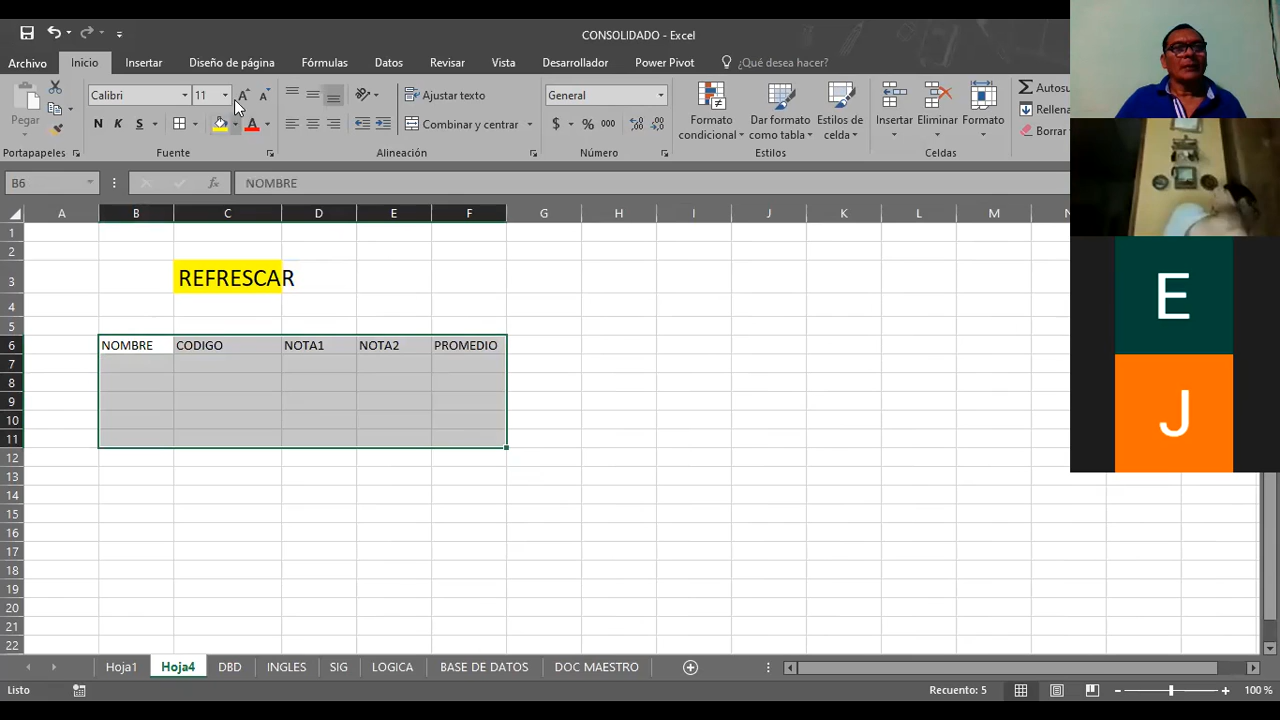 CONSOLIDADO - Excel
Archivo Inicio Insertar Diseño de página Fórmulas Datos Revisar Vista Desarrollador Power Pivot ¿Qué desea hacer?
Calibri 11 Ajustar texto General Autosu
Pegar N K S Combinar y centrar $ % 000 Formato condicional Dar formato como tabla Estilos de celda Insertar Eliminar Formato Rellena
Borrar
Portapapeles Fuente Alineación Número Estilos Celdas
B6 fx NOMBRE
A B C D E F G H I J K L M N
1
2
3 REFRESCAR
4
5
6 NOMBRE CODIGO NOTA1 NOTA2 PROMEDIO
7
8
9
10
11
12
13
14
15
16
17
18
19
20
21
22
Hoja1 Hoja4 DBD INGLES SIG LOGICA BASE DE DATOS DOC MAESTRO
Listo Recuento: 5 100 %
E
J